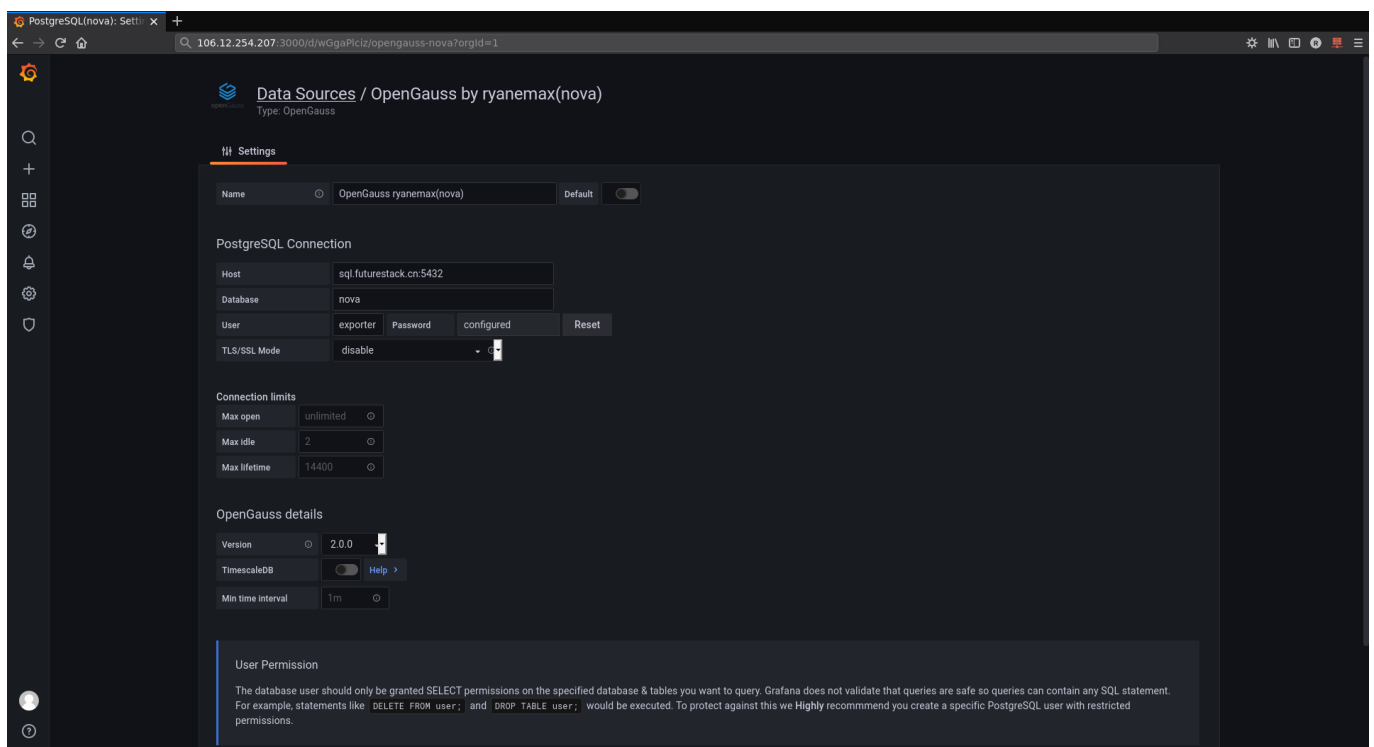 PostgreSQL(nova): Settin
106.12.254.207:3000/d/wGgaPlciz/opengauss-nova?orgId=1
openGauss
Data Sources / OpenGauss by ryanemax(nova)
Type: OpenGauss
Settings
Name OpenGauss ryanemax(nova) Default
PostgreSQL Connection
Host sql.futurestack.cn:5432
Database nova
User exporter Password configured Reset
TLS/SSL Mode disable
Connection limits
Max open unlimited
Max idle 2
Max lifetime 14400
OpenGauss details
Version 2.0.0
TimescaleDB Help
Min time interval 1m
User Permission
The database user should only be granted SELECT permissions on the specified database & tables you want to query. Grafana does not validate that queries are safe so queries can contain any SQL statement.
For example, statements like DELETE FROM user; and DROP TABLE user; would be executed. To protect against this we Highly recommmend you create a specific PostgreSQL user with restricted
permissions.